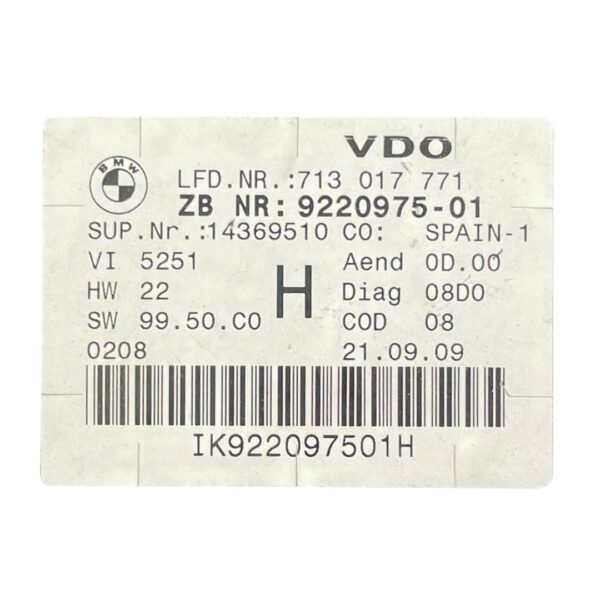 VDO
BMW
LFD.NR.:713 017 771
ZB NR: 9220975-01
SUP.Nr.:14369510 CO: SPAIN-1
VI 5251 Aend 0D.00
HW 22 H Diag 08D0
SW 99.50.C0 COD 08
0208 21.09.09
IK922097501H